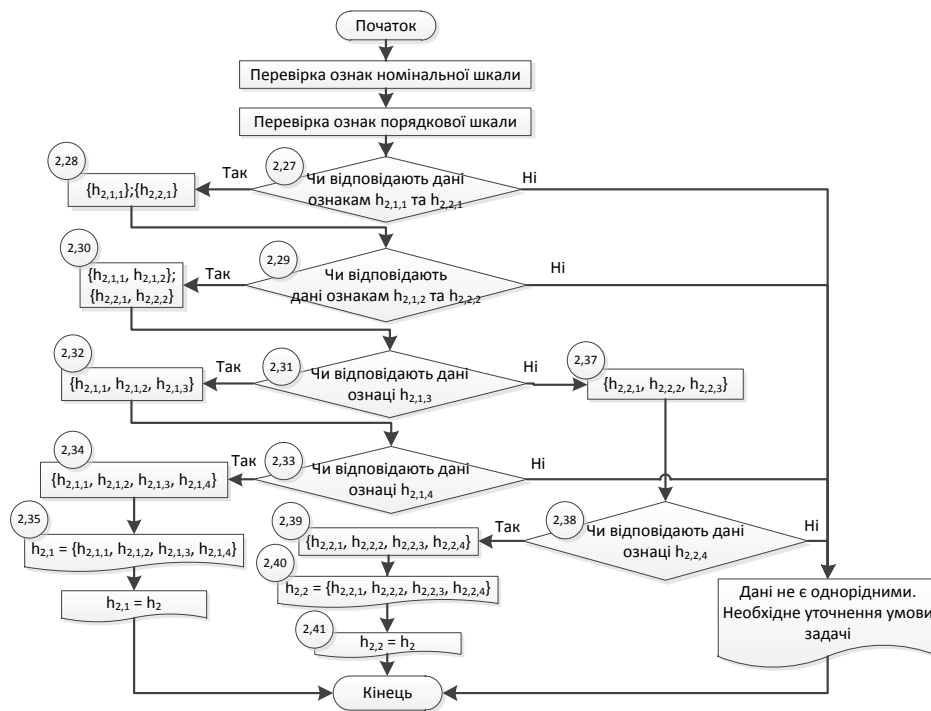 Початок
Перевірка ознак номінальної шкали
Перевірка ознак порядкової шкали
2,28
2,27
Так
Ні
{h2,1,1};{h2,2,1}
Чи відповідають дані
ознакам h2,1,1 та h2,2,1
2,30
2,29
Так
Ні
{h2,1,1, h2,1,2};
{h2,2,1, h2,2,2}
Чи відповідають
дані ознакам h2,1,2 та h2,2,2
2,32
2,31
2,37
Так
Ні
{h2,1,1, h2,1,2, h2,1,3}
Чи відповідають дані
ознаці h2,1,3
{h2,2,1, h2,2,2, h2,2,3}
2,34
2,33
Так
Ні
{h2,1,1, h2,1,2, h2,1,3, h2,1,4}
Чи відповідають дані
ознаці h2,1,4
2,35
2,39
2,38
Так
Ні
h2,1 = {h2,1,1, h2,1,2, h2,1,3, h2,1,4}
{h2,2,1, h2,2,2, h2,2,3, h2,2,4}
Чи відповідають дані
ознаці h2,2,4
2,40
h2,2 = {h2,2,1, h2,2,2, h2,2,3, h2,2,4}
h2,1 = h2
2,41
h2,2 = h2
Дані не є однорідними.
Необхідне уточнення умови
задачі
Кінець